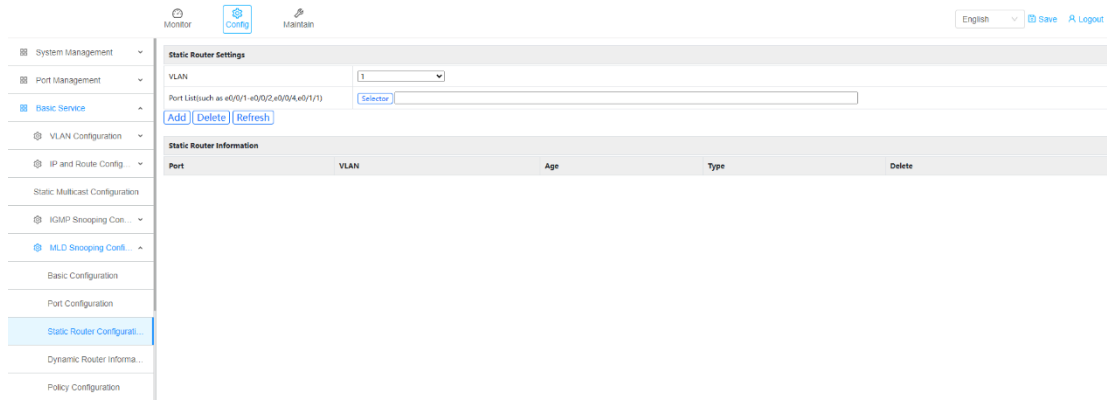 Monitor
Config
Maintain
English
Save
Logout
System Management
Port Management
Basic Service
VLAN Configuration
IP and Route Config...
Static Multicast Configuration
IGMP Snooping Con...
MLD Snooping Confi...
Basic Configuration
Port Configuration
Static Router Configurati...
Dynamic Router Informa...
Policy Configuration
Static Router Settings
VLAN
1
Port List(such as e0/0/1-e0/0/2,e0/0/4,e0/1/1)
Selector
Add Delete Refresh
Static Router Information
Port VLAN Age Type Delete